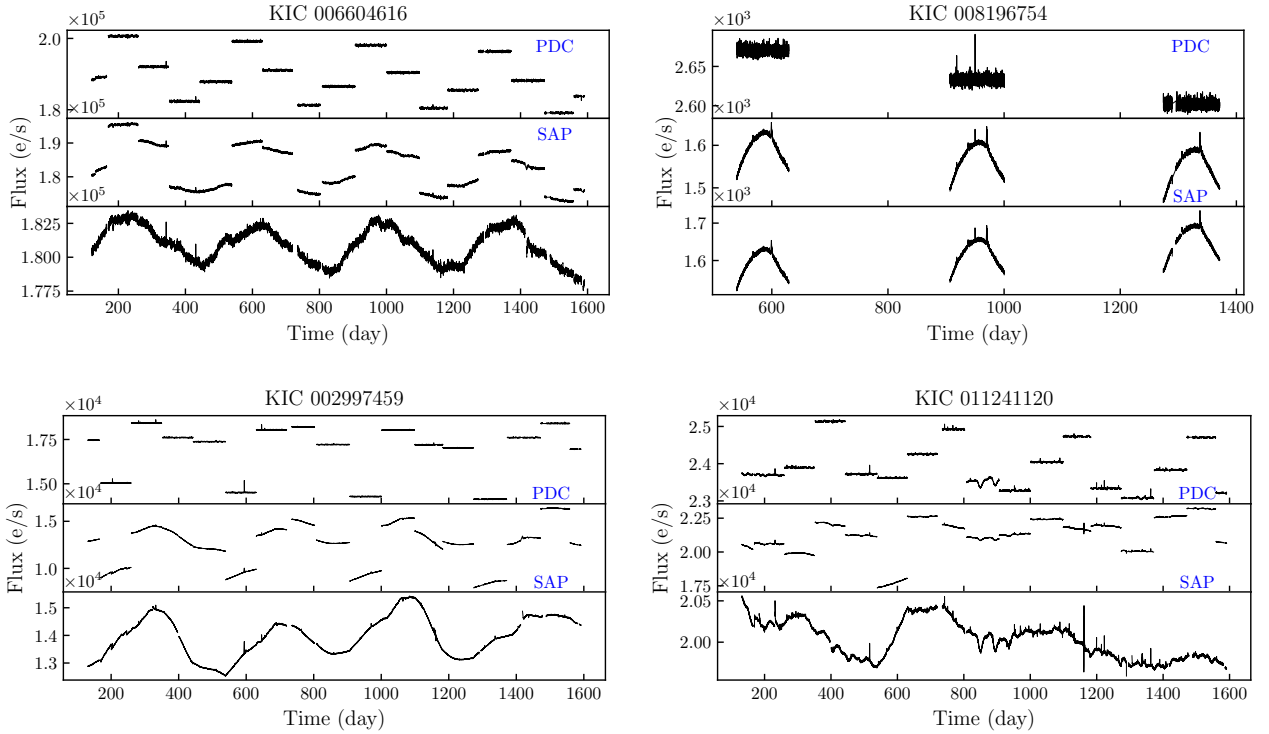 KIC 006604616
×10⁵
PDC
2.0
1.8
×10⁵
SAP
1.9
1.8
×10⁵
1.825
1.800
1.775
Flux (e/s)
200 400 600 800 1000 1200 1400 1600
Time (day)
KIC 008196754
×10³
PDC
2.65
2.60
×10³
1.6
1.5
×10³
SAP
1.7
1.6
Flux (e/s)
600 800 1000 1200 1400
Time (day)
KIC 002997459
×10⁴
1.75
1.50
×10⁴
PDC
1.5
1.0
×10⁴
SAP
1.5
1.4
1.3
Flux (e/s)
200 400 600 800 1000 1200 1400 1600
Time (day)
KIC 011241120
×10⁴
2.5
2.4
2.3
×10⁴
PDC
2.25
2.00
1.75
×10⁴
SAP
2.05
2.00
Flux (e/s)
200 400 600 800 1000 1200 1400 1600
Time (day)